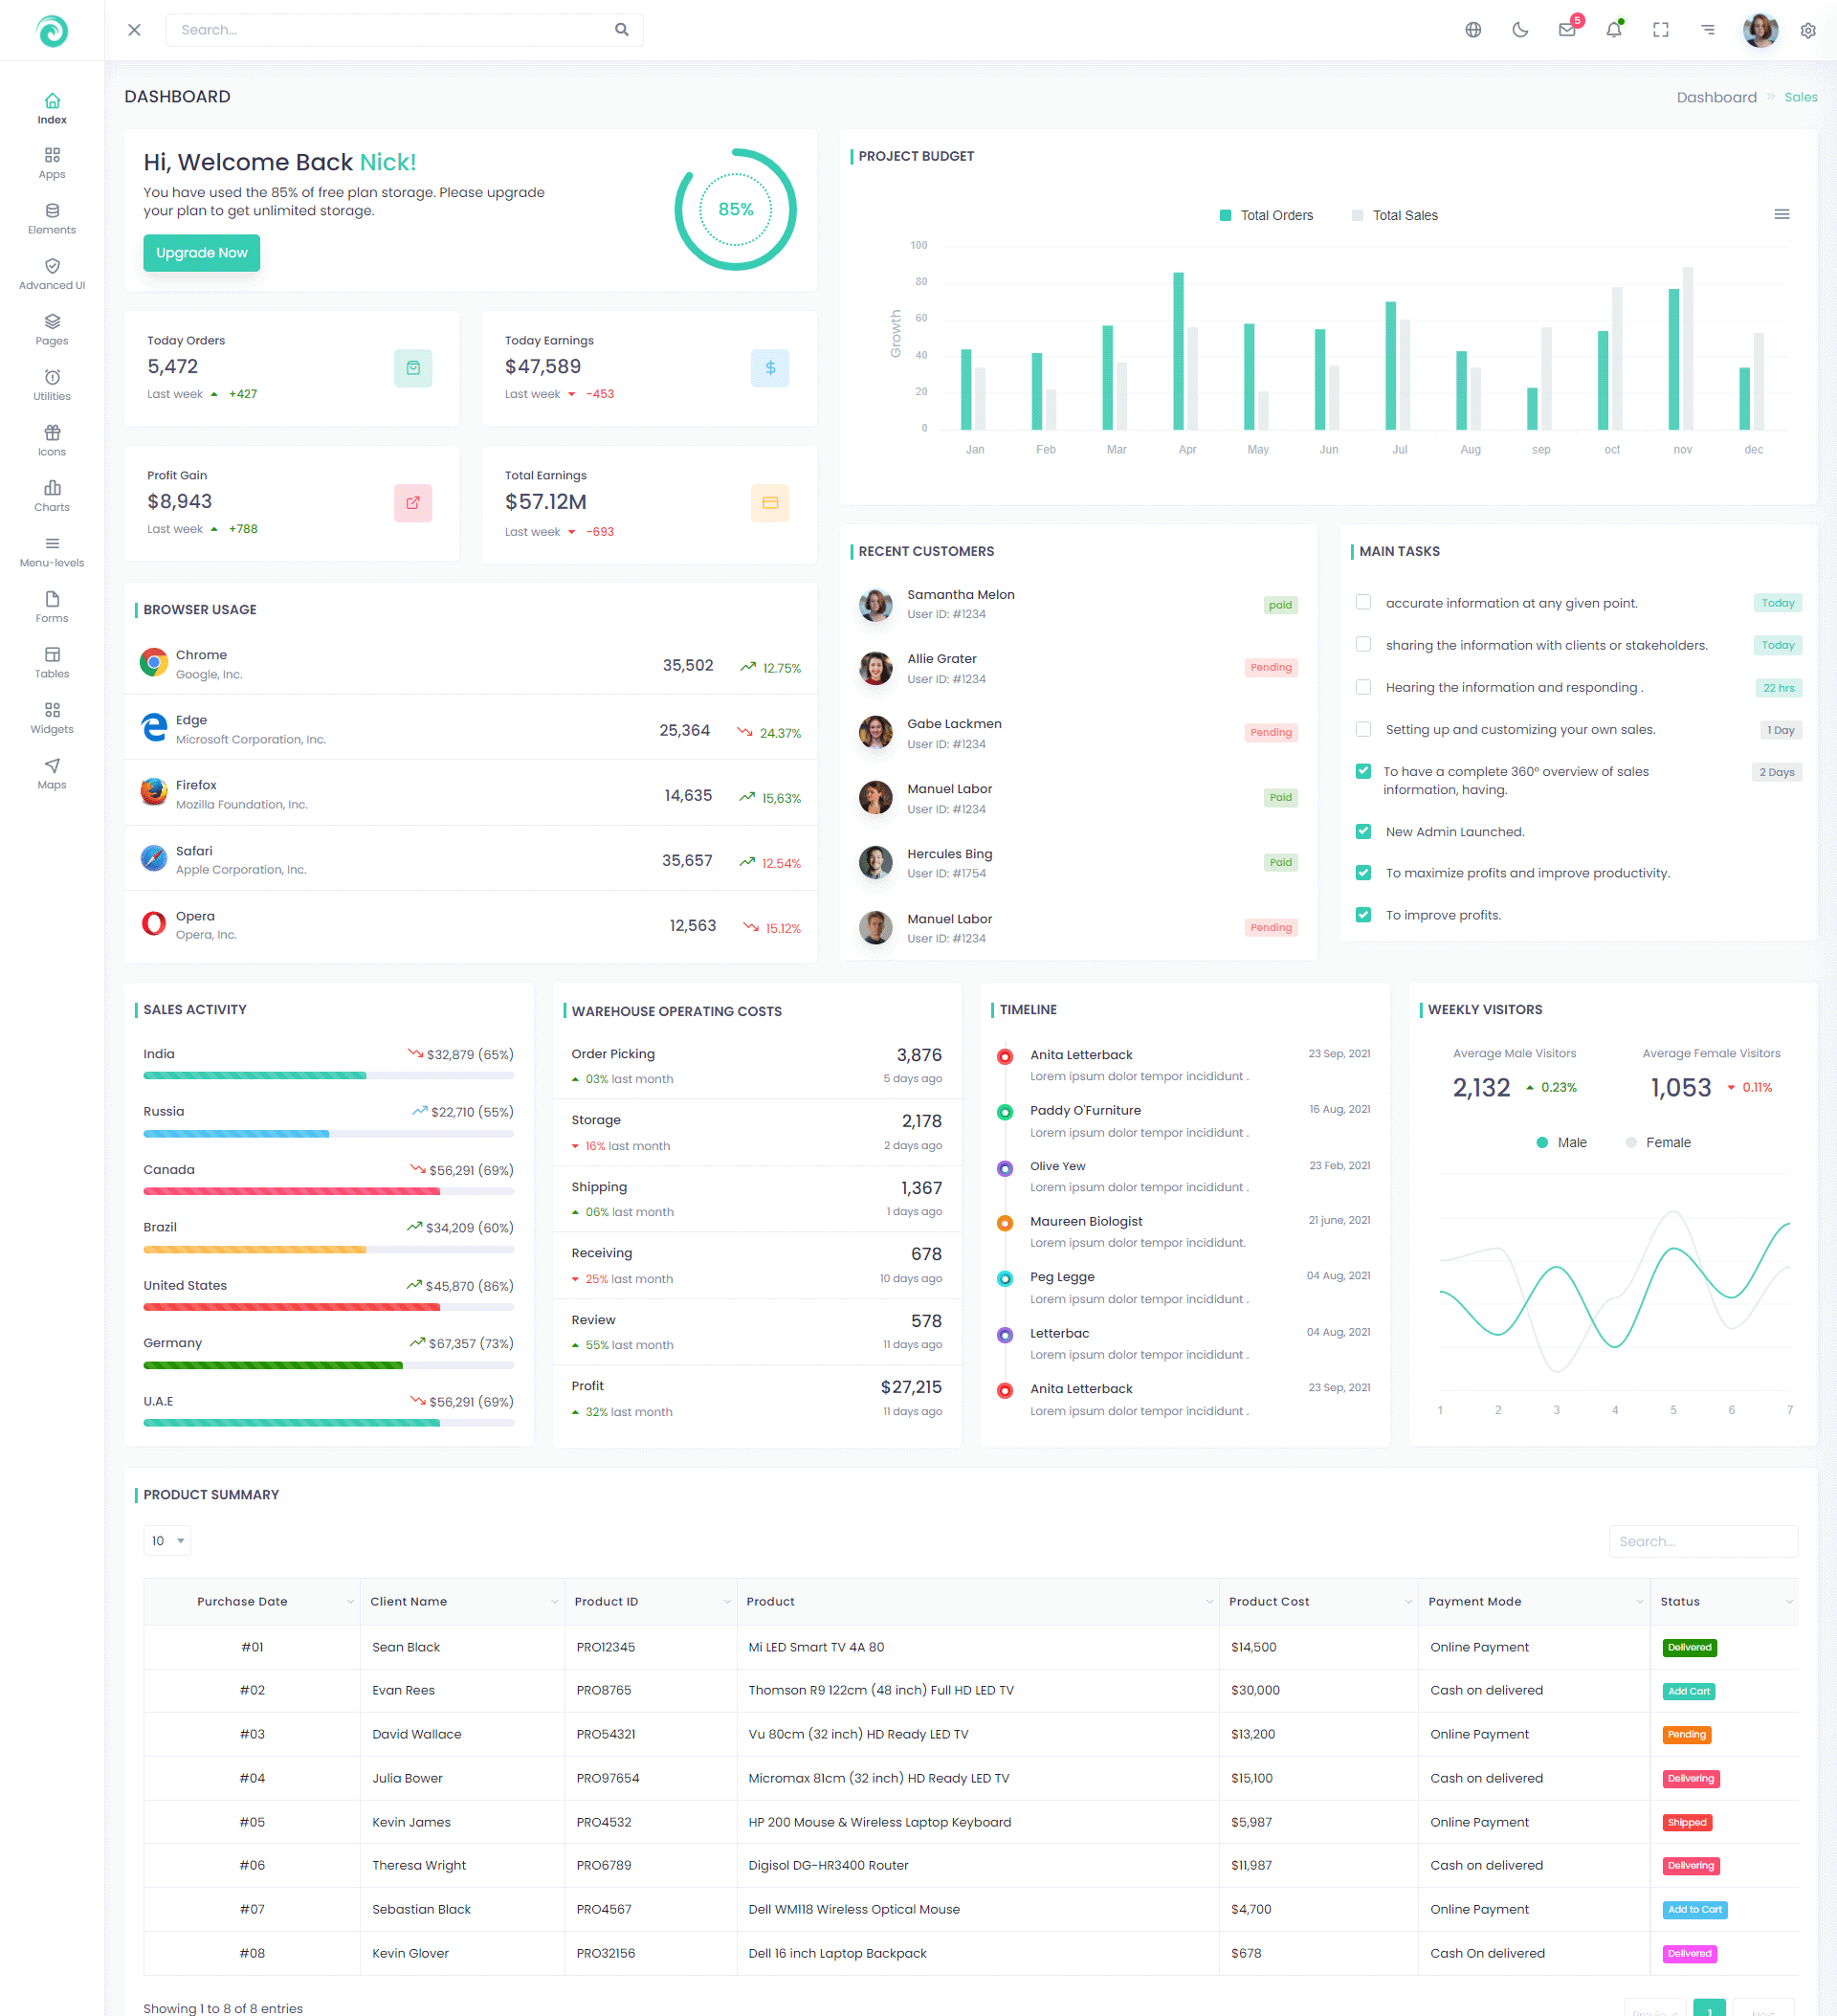 Search...
5
Index
Apps
Elements
Advanced UI
Pages
Utilities
Icons
Charts
Menu-levels
Forms
Tables
Widgets
Maps
DASHBOARD
Dashboard » Sales
Hi, Welcome Back Nick!
You have used the 85% of free plan storage. Please upgrade
your plan to get unlimited storage.
Upgrade Now
85%
Today Orders
5,472
Last week +427
Today Earnings
$47,589
Last week -453
Profit Gain
$8,943
Last week +788
Total Earnings
$57.12M
Last week -693
PROJECT BUDGET
Total Orders Total Sales
Growth
100
80
60
40
20
0
Jan Feb Mar Apr May Jun Jul Aug sep oct nov dec
BROWSER USAGE
Chrome
Google, Inc.
35,502 12.75%
Edge
Microsoft Corporation, Inc.
25,364 24.37%
Firefox
Mozilla Foundation, Inc.
14,635 15,63%
Safari
Apple Corporation, Inc.
35,657 12.54%
Opera
Opera, Inc.
12,563 15.12%
RECENT CUSTOMERS
Samantha Melon
User ID: #1234
paid
Allie Grater
User ID: #1234
Pending
Gabe Lackmen
User ID: #1234
Pending
Manuel Labor
User ID: #1234
Paid
Hercules Bing
User ID: #1754
Paid
Manuel Labor
User ID: #1234
Pending
MAIN TASKS
accurate information at any given point. Today
sharing the information with clients or stakeholders. Today
Hearing the information and responding . 22 hrs
Setting up and customizing your own sales. 1 Day
To have a complete 360° overview of sales 2 Days
information, having.
New Admin Launched.
To maximize profits and improve productivity.
To improve profits.
SALES ACTIVITY
India $32,879 (65%)
Russia $22,710 (55%)
Canada $56,291 (69%)
Brazil $34,209 (60%)
United States $45,870 (86%)
Germany $67,357 (73%)
U.A.E $56,291 (69%)
WAREHOUSE OPERATING COSTS
Order Picking 3,876
03% last month 5 days ago
Storage 2,178
16% last month 2 days ago
Shipping 1,367
06% last month 1 days ago
Receiving 678
25% last month 10 days ago
Review 578
55% last month 11 days ago
Profit $27,215
32% last month 11 days ago
TIMELINE
Anita Letterback 23 Sep, 2021
Lorem ipsum dolor tempor incididunt .
Paddy O'Furniture 16 Aug, 2021
Lorem ipsum dolor tempor incididunt .
Olive Yew 23 Feb, 2021
Lorem ipsum dolor tempor incididunt .
Maureen Biologist 21 june, 2021
Lorem ipsum dolor tempor incididunt.
Peg Legge 04 Aug, 2021
Lorem ipsum dolor tempor incididunt .
Letterbac 04 Aug, 2021
Lorem ipsum dolor tempor incididunt .
Anita Letterback 23 Sep, 2021
Lorem ipsum dolor tempor incididunt .
WEEKLY VISITORS
Average Male Visitors Average Female Visitors
2,132 0.23% 1,053 0.11%
Male Female
1 2 3 4 5 6 7
PRODUCT SUMMARY
10 Search...
Purchase Date Client Name Product ID Product Product Cost Payment Mode Status
#01 Sean Black PRO12345 Mi LED Smart TV 4A 80 $14,500 Online Payment Delivered
#02 Evan Rees PRO8765 Thomson R9 122cm (48 inch) Full HD LED TV $30,000 Cash on delivered Add Cart
#03 David Wallace PRO54321 Vu 80cm (32 inch) HD Ready LED TV $13,200 Online Payment Pending
#04 Julia Bower PRO97654 Micromax 81cm (32 inch) HD Ready LED TV $15,100 Cash on delivered Delivering
#05 Kevin James PRO4532 HP 200 Mouse & Wireless Laptop Keyboard $5,987 Online Payment Shipped
#06 Theresa Wright PRO6789 Digisol DG-HR3400 Router $11,987 Cash on delivered Delivering
#07 Sebastian Black PRO4567 Dell WM118 Wireless Optical Mouse $4,700 Online Payment Add to Cart
#08 Kevin Glover PRO32156 Dell 16 inch Laptop Backpack $678 Cash On delivered Delivered
Showing 1 to 8 of 8 entries
Previous 1 Next